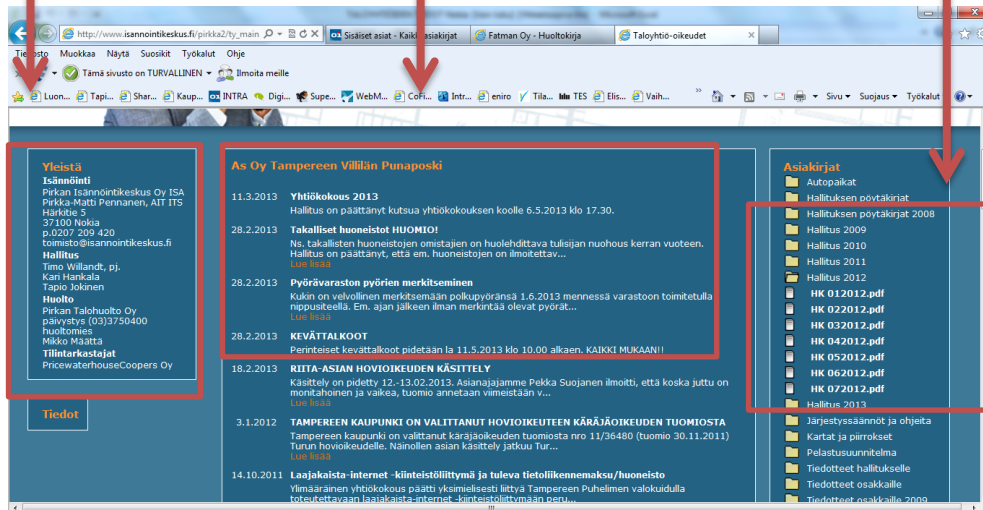 http://www.isannointikeskus.fi/pirkka2/ty_main
Sisäiset asiat - Kaikki asiakirjat
Fatman Oy - Huoltokirja
Taloyhtiö-oikeudet
Tiedosto Muokkaa Näytä Suosikit Työkalut Ohje
Tämä sivusto on TURVALLINEN
Ilmoita meille
Luon... Tapi... Shar... Kaup... INTRA Digi... Supe... WebM... CoFi... Intr... eniro Tila... TES Elis... Vaih...
Sivu Suojaus Työkalut
Yleistä
Isännöinti
Pirkan Isännöintikeskus Oy ISA
Pirkka-Matti Pennanen, AIT ITS
Härkitie 5
37100 Nokia
p.0207 209 420
toimisto@isannointikeskus.fi
Hallitus
Timo Willandt, pj.
Kari Hankala
Tapio Jokinen
Huolto
Pirkan Talohuolto Oy
päivystys (03)3750400
huoltomies
Mikko Määttä
Tilintarkastajat
PricewaterhouseCoopers Oy
Tiedot
As Oy Tampereen Villilän Punaposki
11.3.2013 Yhtiökokous 2013
Hallitus on päättänyt kutsua yhtiökokouksen koolle 6.5.2013 klo 17.30.
28.2.2013 Takalliset huoneistot HUOMIO!
Ns. takallisten huoneistojen omistajien on huolehdittava tulisijan nuohous kerran vuoteen.
Hallitus on päättänyt, että em. huoneistojen on ilmoitettav...
Lue lisää
28.2.2013 Pyörävaraston pyörien merkitseminen
Kukin on velvollinen merkitsemään polkupyöränsä 1.6.2013 mennessä varastoon toimitetulla
nippusiteellä. Em. ajan jälkeen ilman merkintää olevat pyörät...
Lue lisää
28.2.2013 KEVÄTTALKOOT
Perinteiset kevättalkoot pidetään la 11.5.2013 klo 10.00 alkaen. KAIKKI MUKAAN!!
18.2.2013 RIITA-ASIAN HOVIOIKEUDEN KÄSITTELY
Käsittely on pidetty 12.-13.02.2013. Asianajajamme Pekka Suojanen ilmoitti, että koska juttu on
monitahoinen ja vaikea, tuomio annetaan viimeistään v...
Lue lisää
3.1.2012 TAMPEREEN KAUPUNKI ON VALITTANUT HOVIOIKEUTEEN KÄRÄJÄOIKEUDEN TUOMIOSTA
Tampereen kaupunki on valittanut käräjäoikeuden tuomiosta nro 11/36480 (tuomio 30.11.2011)
Turun hovioikeudelle. Näinollen asian käsittely jatkuu Tur...
Lue lisää
14.10.2011 Laajakaista-internet -kiinteistöliittymä ja tuleva tietoliikennemaksu/huoneisto
Ylimääräinen yhtiökokous päätti yksimielisesti liittyä Tampereen Puhelimen valokuidulla
toteutettavaan laajakaista-internet -kiinteistöliittymään peru...
Asiakirjat
Autopaikat
Hallituksen pöytäkirjat
Hallituksen pöytäkirjat 2008
Hallitus 2009
Hallitus 2010
Hallitus 2011
Hallitus 2012
HK 012012.pdf
HK 022012.pdf
HK 032012.pdf
HK 042012.pdf
HK 052012.pdf
HK 062012.pdf
HK 072012.pdf
Hallitus 2013
Järjestyssäännöt ja ohjeita
Kartat ja piirrokset
Pelastusuunnitelma
Tiedotteet hallitukselle
Tiedotteet osakkaille
Tiedotteet osakkaille 2009